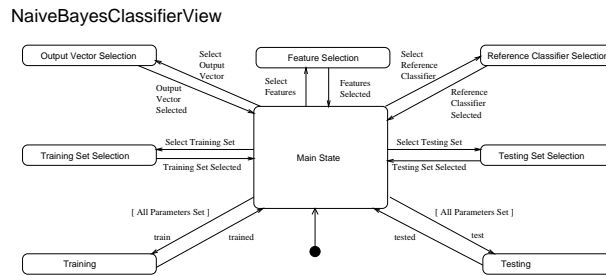 NaiveBayesClassifierView
Output Vector Selection
Select
Output
Vector
Output
Vector
Selected
Feature Selection
Select
Features
Features
Selected
Select
Reference
Classifier
Reference Classifier Selection
Reference
Classifier
Selected
Training Set Selection
Select Training Set
Training Set Selected
Main State
Select Testing Set
Testing Set Selected
Testing Set Selection
[ All Parameters Set ]
train
trained
Training
[ All Parameters Set ]
test
tested
Testing